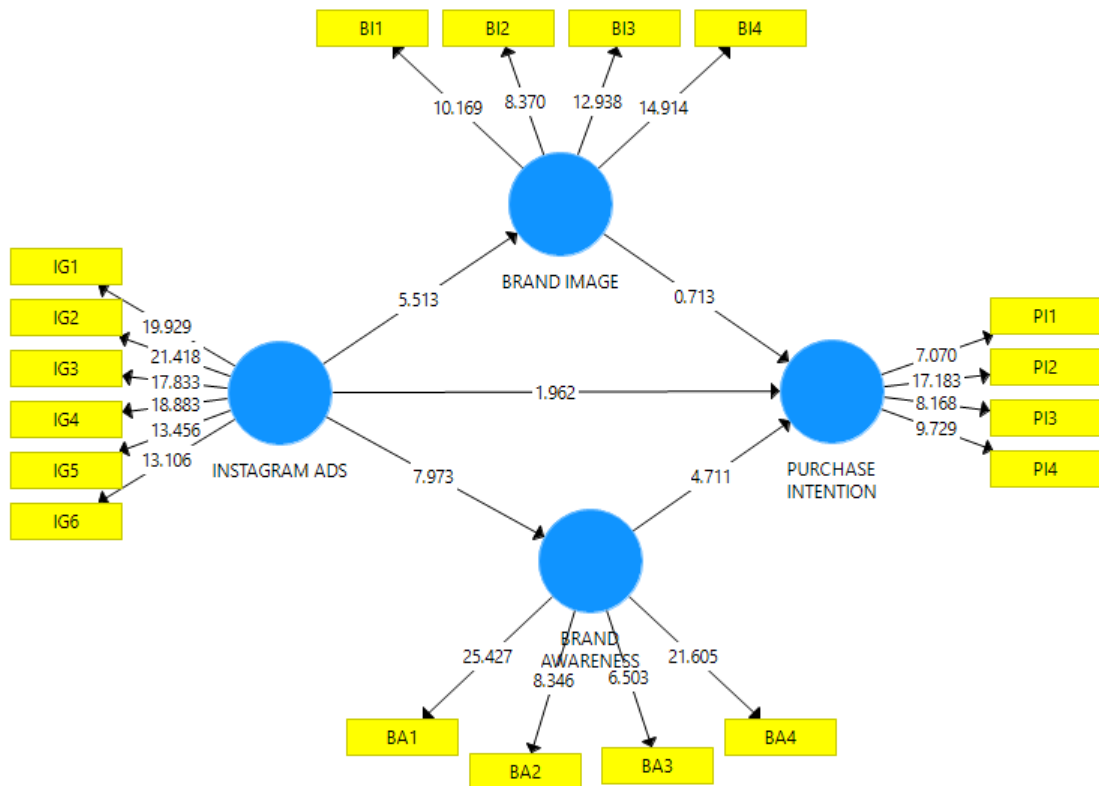 BI1
BI2
BI3
BI4
10.169
8.370
12.938
14.914
BRAND IMAGE
IG1
IG2
IG3
IG4
IG5
IG6
19.929
21.418
17.833
18.883
13.456
13.106
INSTAGRAM ADS
5.513
0.713
1.962
7.973
4.711
PI1
PI2
PI3
PI4
7.070
17.183
8.168
9.729
PURCHASE
INTENTION
BRAND
AWARENESS
25.427
8.346
6.503
21.605
BA1
BA2
BA3
BA4